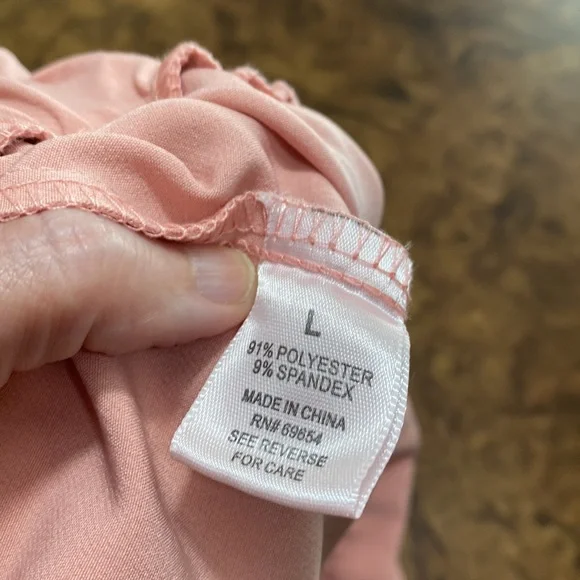 L
91% POLYESTER
9% SPANDEX
MADE IN CHINA
RN# 69654
SEE REVERSE
FOR CARE